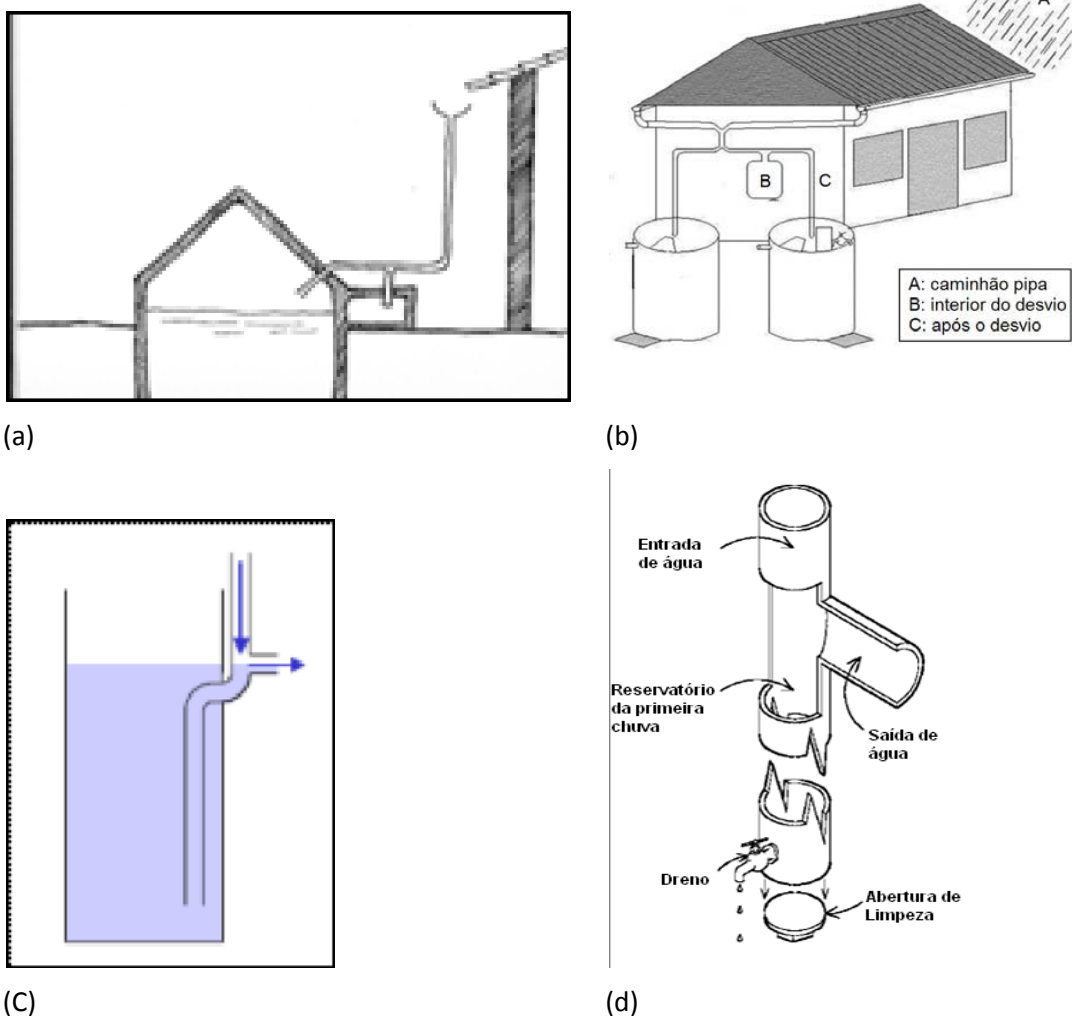 A
B
C
A: caminhão pipa
B: interior do desvio
C: após o desvio
(a)
(b)
Entrada
de água
Reservatório
da primeira
chuva
Saída de
água
Dreno
Abertura de
Limpeza
(C)
(d)